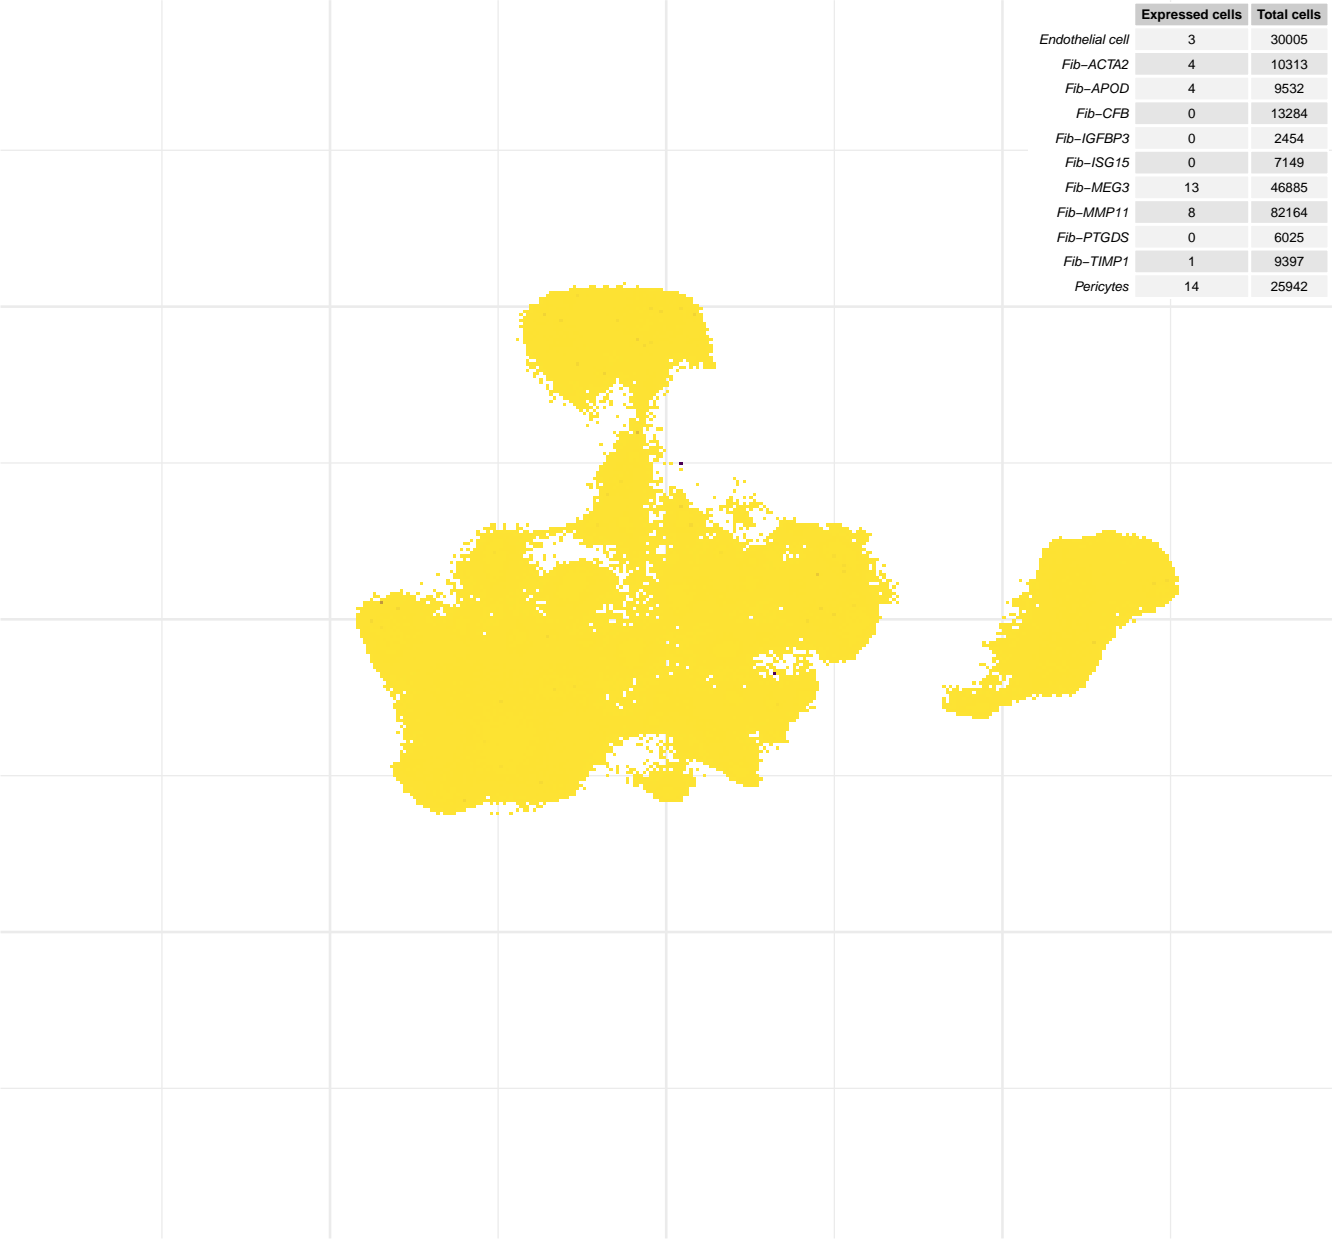 Expressed cells Total cells
Endothelial cell 3 30005
Fib−ACTA2 4 10313
Fib−APOD 4 9532
Fib−CFB 0 13284
Fib−IGFBP3 0 2454
Fib−ISG15 0 7149
Fib−MEG3 13 46885
Fib−MMP11 8 82164
Fib−PTGDS 0 6025
Fib−TIMP1 1 9397
Pericytes 14 25942